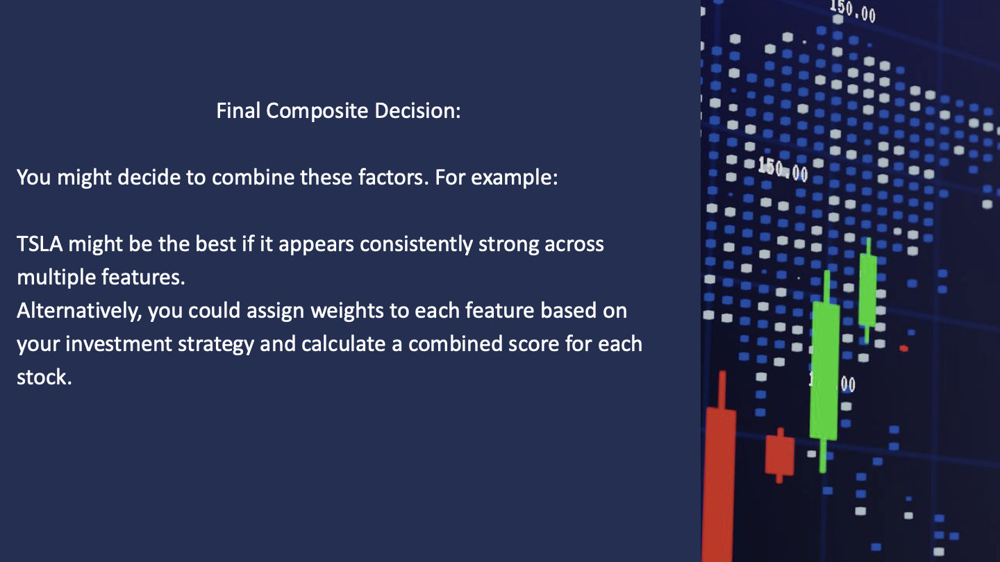 150.00
Final Composite Decision:
You might decide to combine these factors. For example:
150.00
TSLA might be the best if it appears consistently strong across
multiple features.
Alternatively, you could assign weights to each feature based on
your investment strategy and calculate a combined score for each
stock.
00